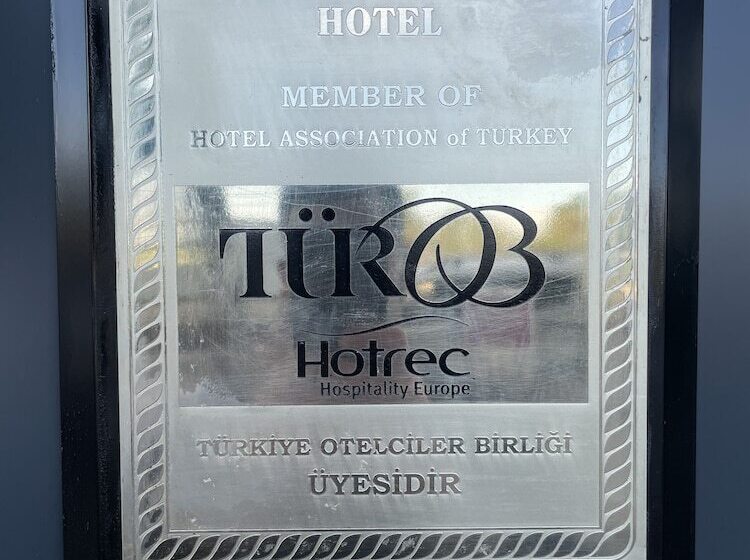 HOTEL
MEMBER OF
HOTEL ASSOCIATION of TURKEY
TÜROB
Hotrec
Hospitality Europe
TÜRKİYE OTELCİLER BİRLİĞİ
ÜYESİDİR